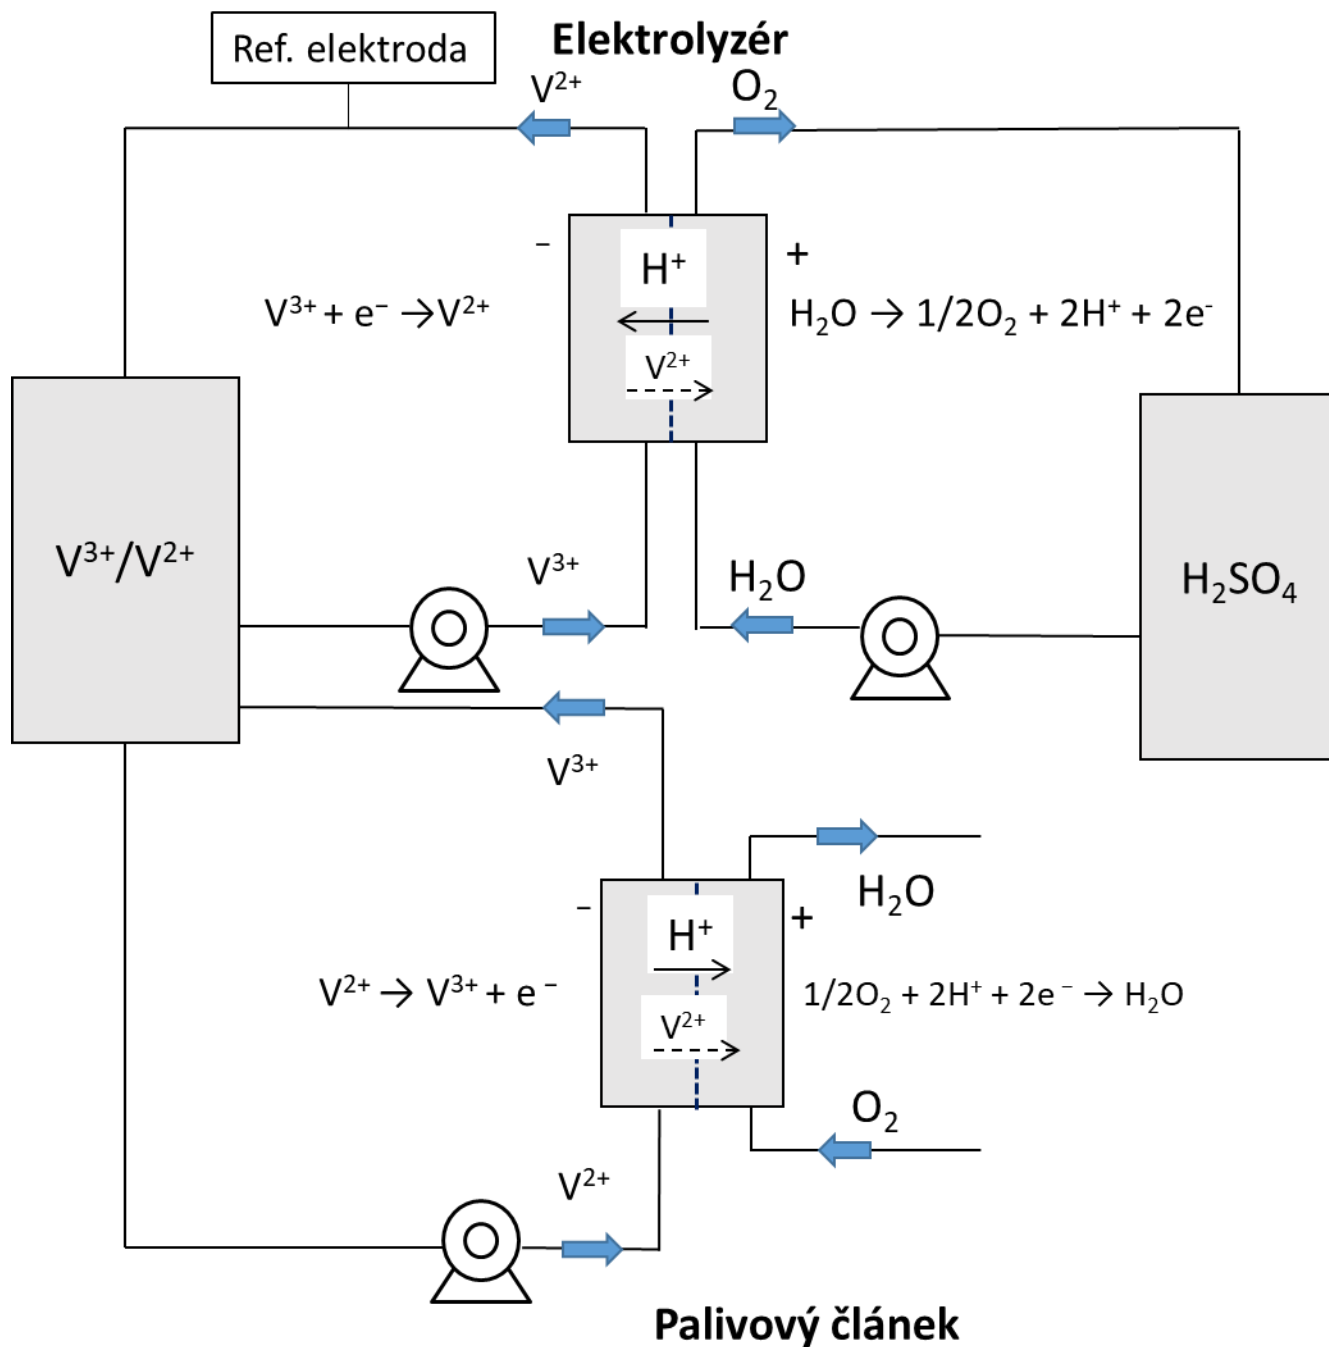 Ref. elektroda
Elektrolyzér
V²⁺
O₂
H⁺
– +
V³⁺ + e⁻ → V²⁺
H₂O → 1/2O₂ + 2H⁺ + 2e⁻
V²⁺
V³⁺/V²⁺
V³⁺
H₂O
H₂SO₄
V³⁺
H₂O
– +
H⁺
V²⁺ → V³⁺ + e⁻
1/2O₂ + 2H⁺ + 2e⁻ → H₂O
V²⁺
O₂
V²⁺
Palivový článek